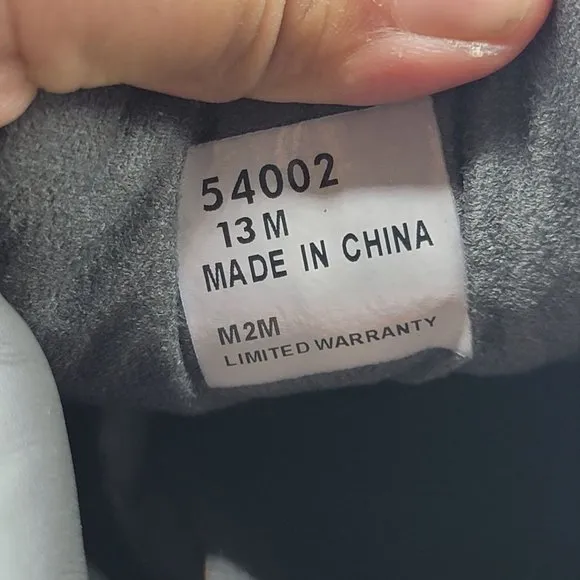 54002
13 M
MADE IN CHINA
M2M
LIMITED WARRANTY